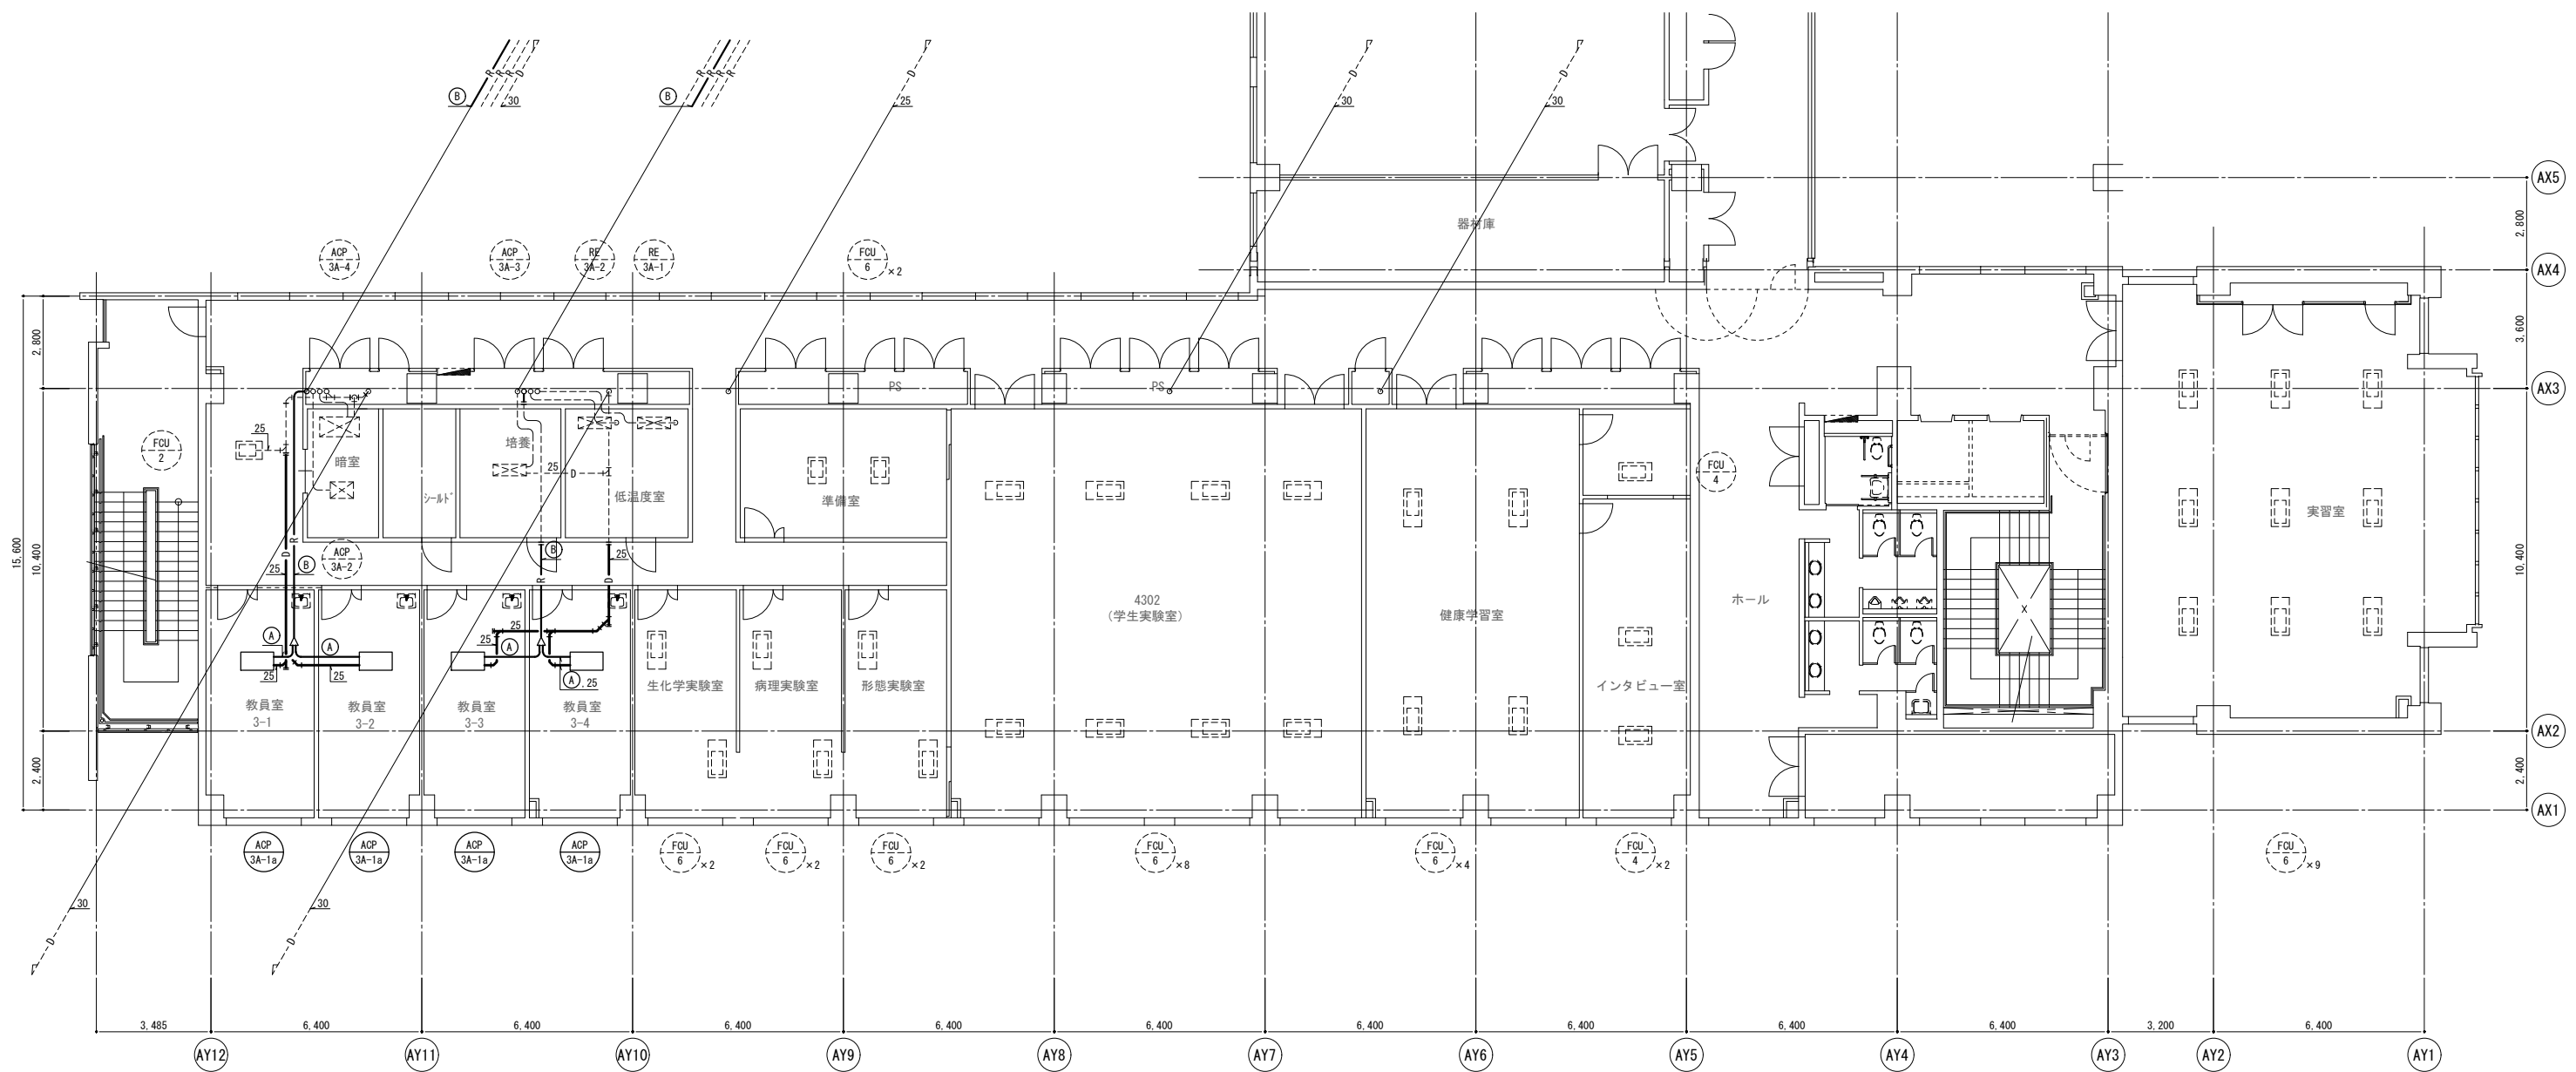 R R R R D
B
30
R R R R
B
D
25
D
30
D
30
AX5
2,800
器材庫
ACP
3A-4
ACP
3A-3
RE
3A-2
RE
3A-1
FCU
6
×2
AX4
2,800
3,600
PS
PS
AX3
FCU
2
25
暗室
シールド
培養
25
D
低温度室
準備室
FCU
4
実習室
15,600
10,400
10,400
D
R
25
B
ACP
3A-2
B
25
R
D
4302
(学生実験室)
健康学習室
ホール
X
A
A
25
25
25
25
A
A
.25
教員室
3-1
教員室
3-2
教員室
3-3
教員室
3-4
生化学実験室
病理実験室
形態実験室
インタビュー室
AX2
2,400
2,400
AX1
ACP
3A-1a
ACP
3A-1a
ACP
3A-1a
ACP
3A-1a
FCU
6
×2
FCU
6
×2
FCU
6
×2
FCU
6
×8
FCU
6
×4
FCU
4
×2
FCU
6
×9
30
D
30
D
3,485
6,400
6,400
6,400
6,400
6,400
6,400
6,400
6,400
6,400
3,200
6,400
AY12
AY11
AY10
AY9
AY8
AY7
AY6
AY5
AY4
AY3
AY2
AY1